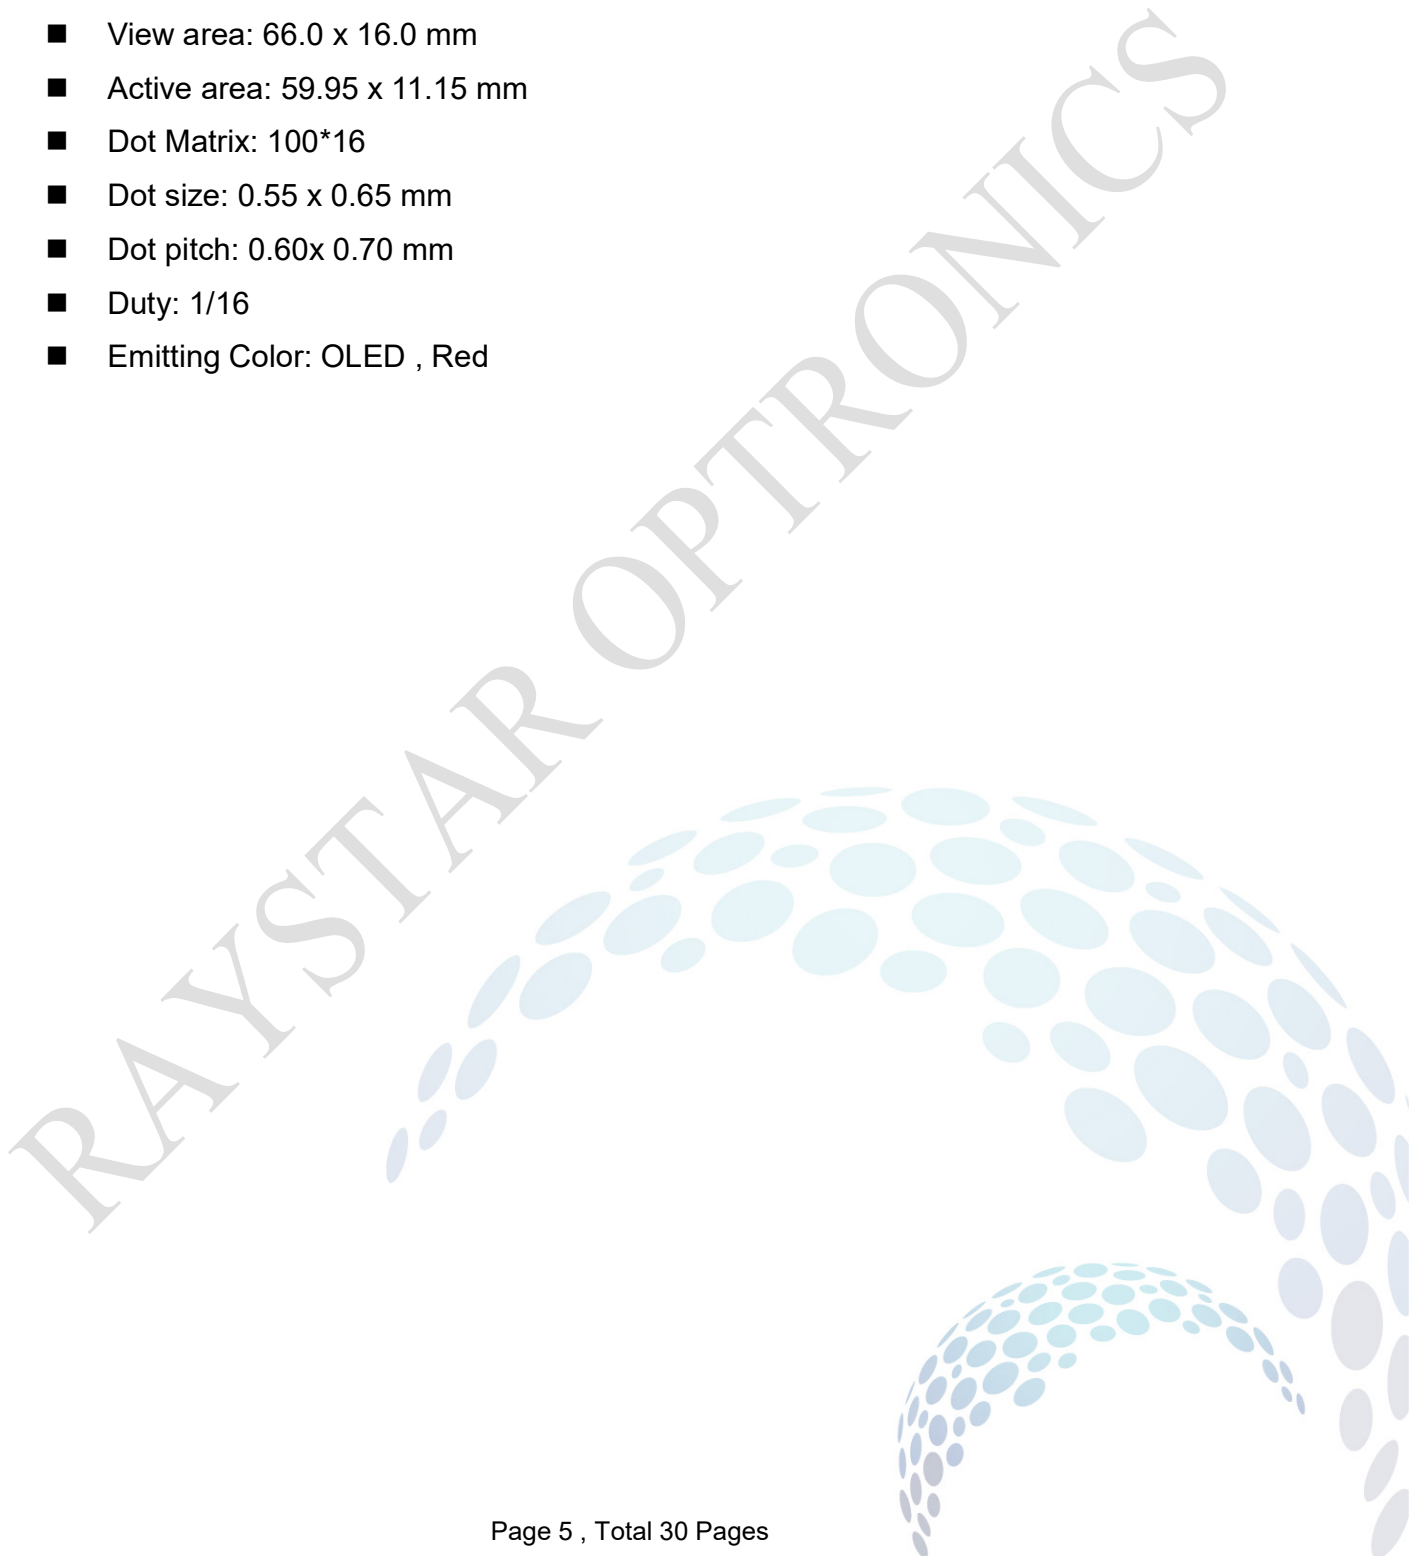 ■ View area: 66.0 x 16.0 mm
■ Active area: 59.95 x 11.15 mm
■ Dot Matrix: 100*16
■ Dot size: 0.55 x 0.65 mm
■ Dot pitch: 0.60x 0.70 mm
■ Duty: 1/16
■ Emitting Color: OLED , Red
RAYSTAR OPTRONICS
Page 5 , Total 30 Pages